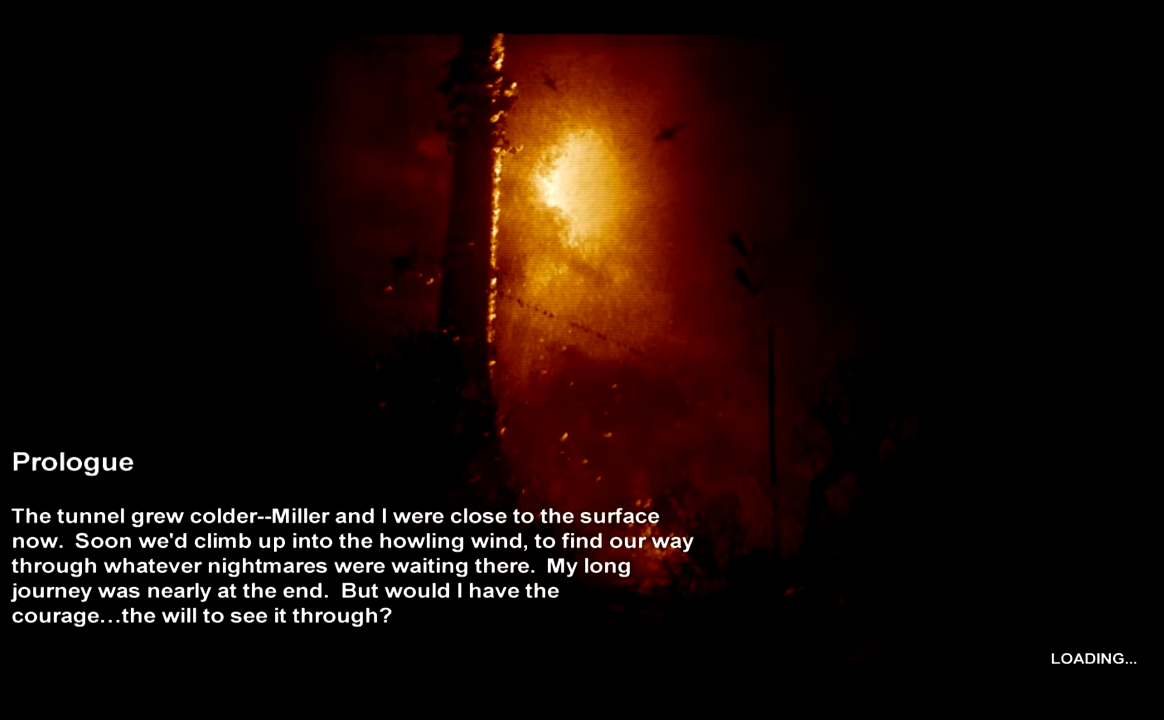 Prologue
The tunnel grew colder--Miller and I were close to the surface
now.  Soon we'd climb up into the howling wind, to find our way
through whatever nightmares were waiting there.  My long
journey was nearly at the end.  But would I have the
courage…the will to see it through?
LOADING...